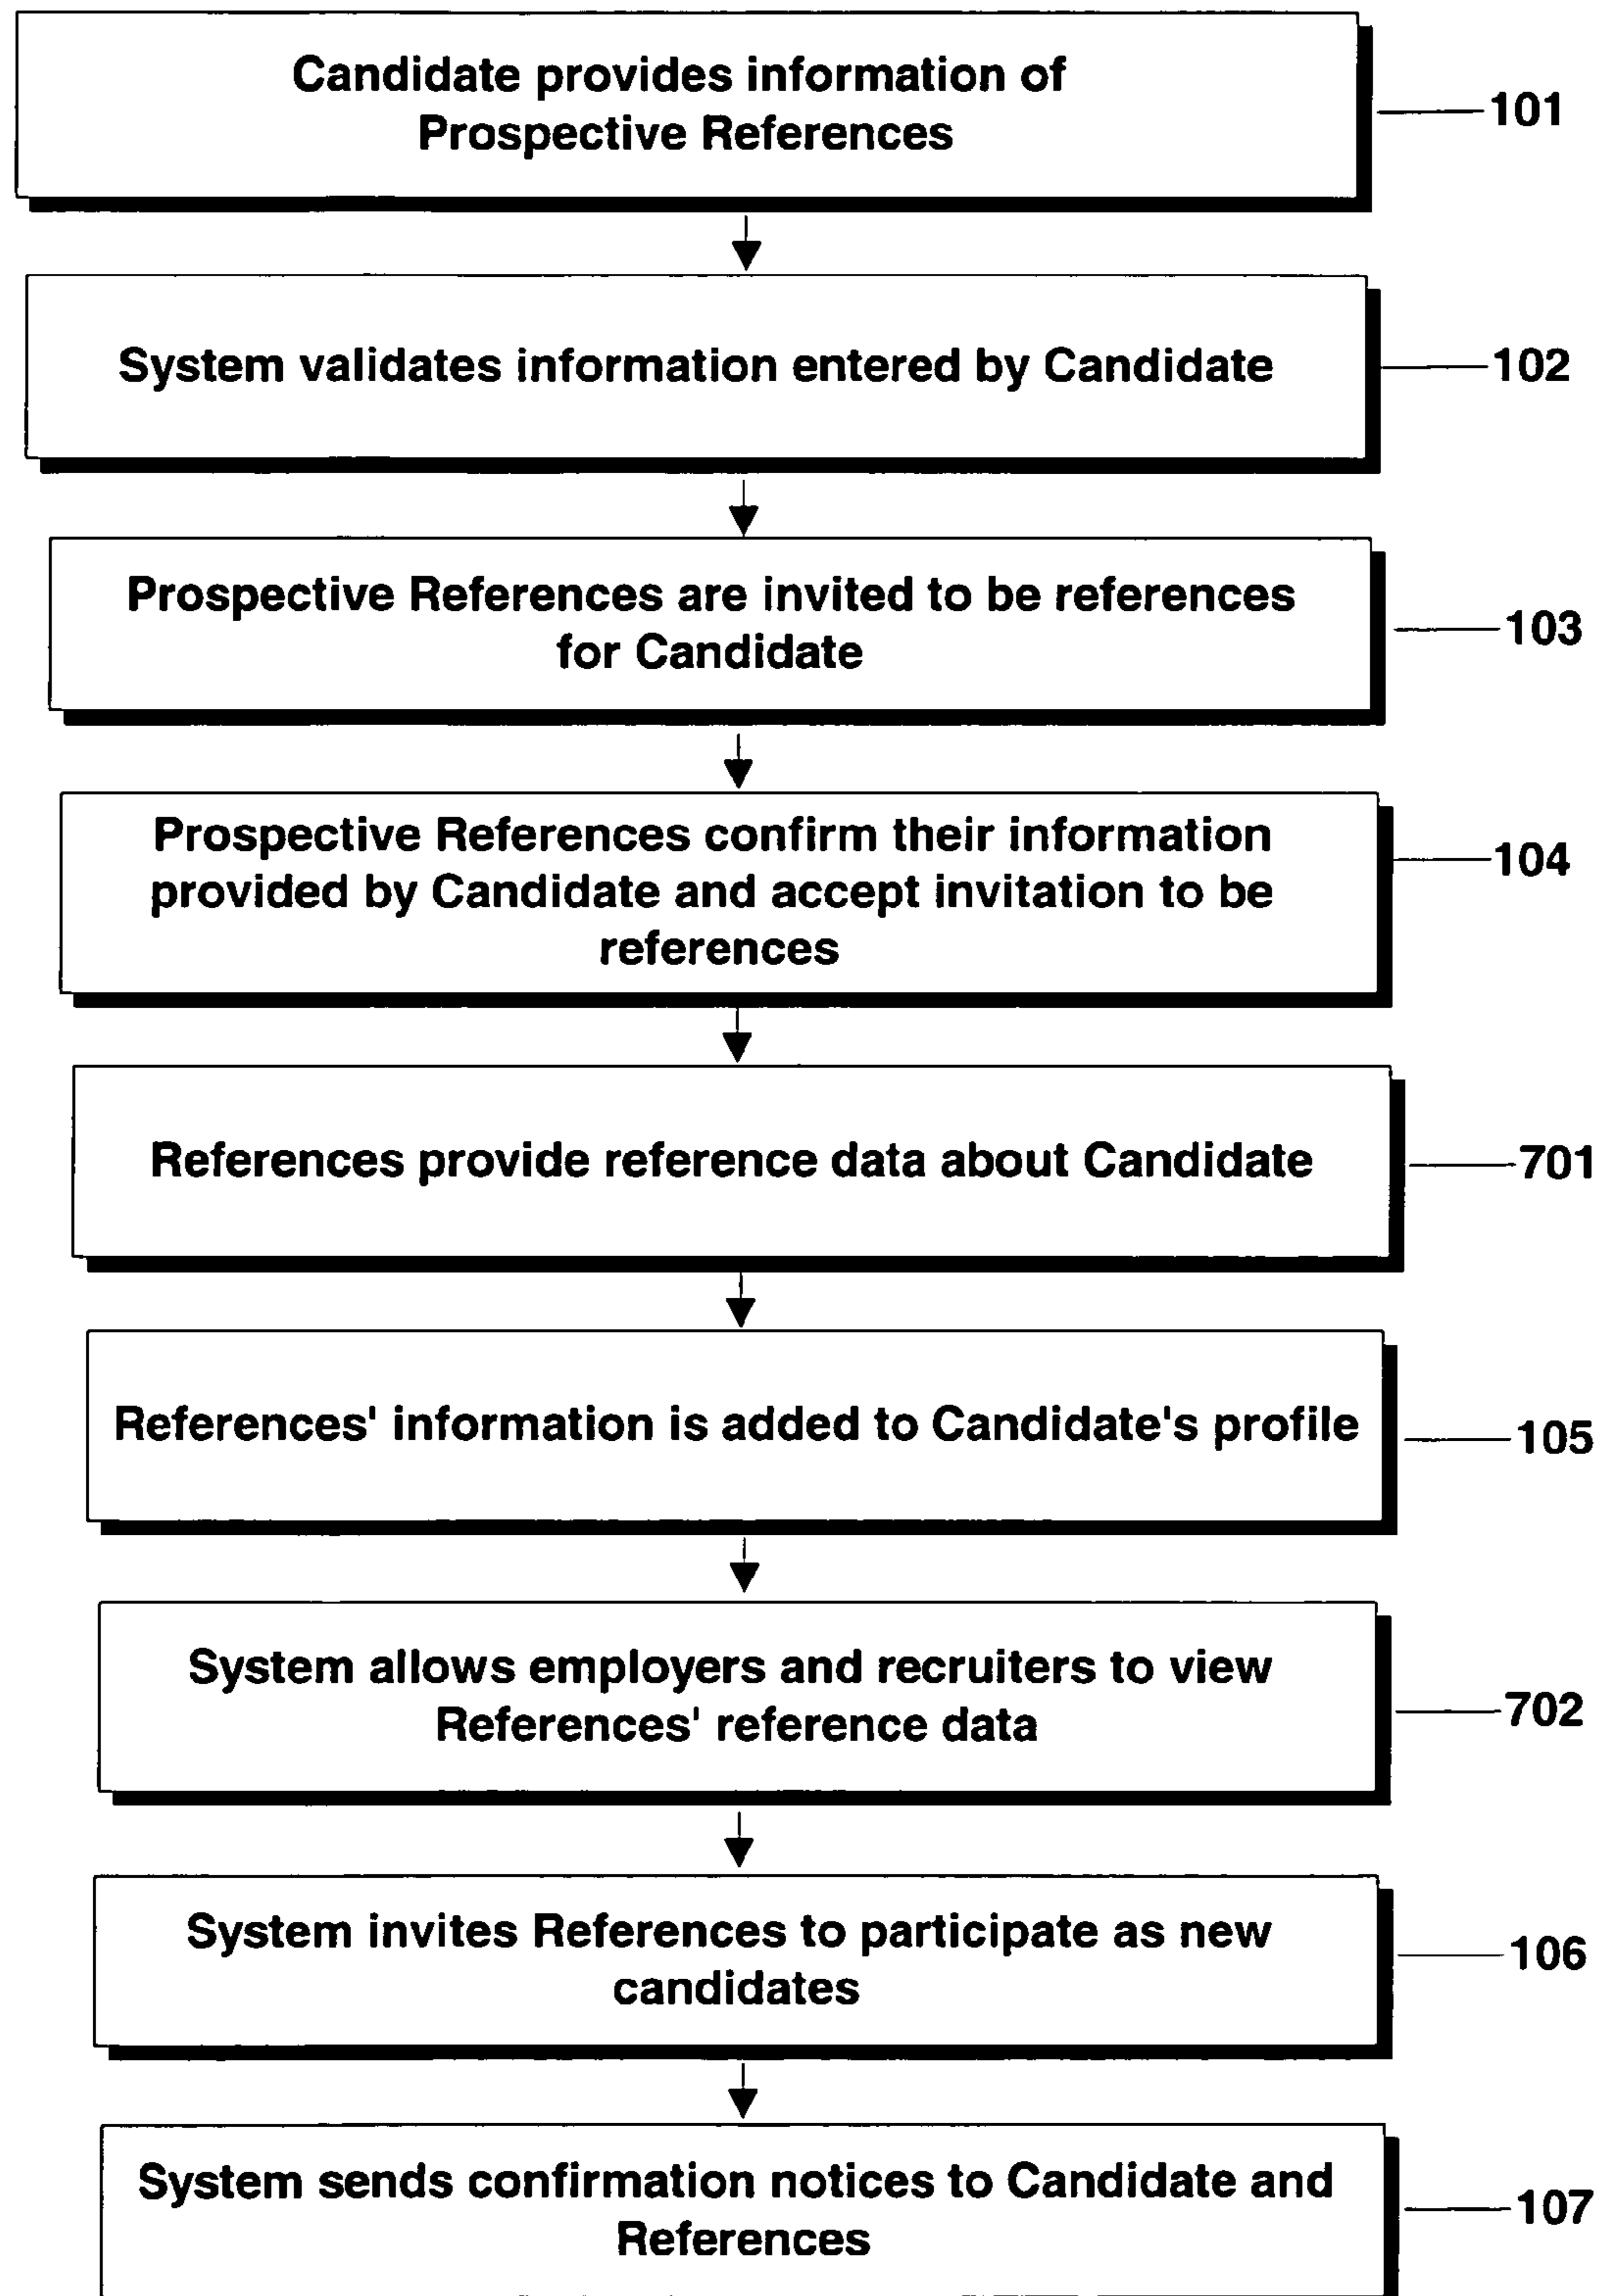 Candidate provides information of
Prospective References
101
System validates information entered by Candidate
102
Prospective References are invited to be references
for Candidate
103
Prospective References confirm their information
provided by Candidate and accept invitation to be
references
104
References provide reference data about Candidate
701
References' information is added to Candidate's profile
105
System allows employers and recruiters to view
References' reference data
702
System invites References to participate as new
candidates
106
System sends confirmation notices to Candidate and
References
107